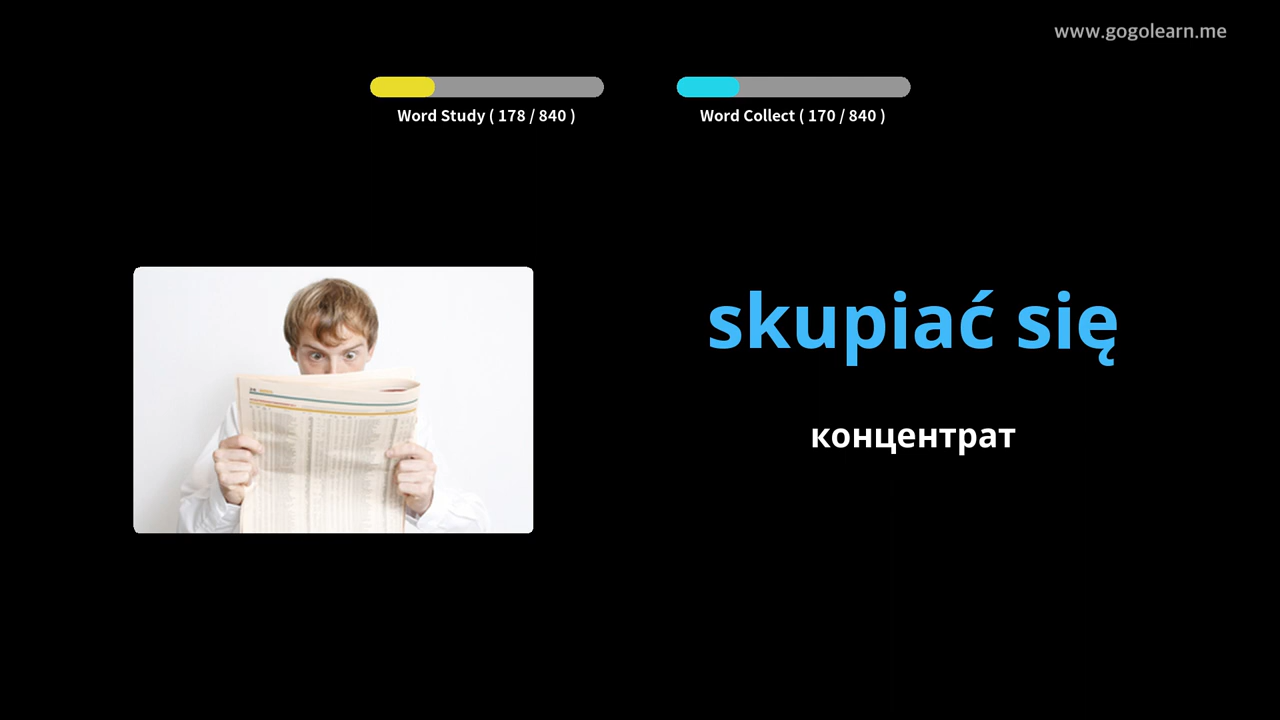 www.gogolearn.me
Word Study ( 178 / 840 )
Word Collect ( 170 / 840 )
skupiać się
концентрат